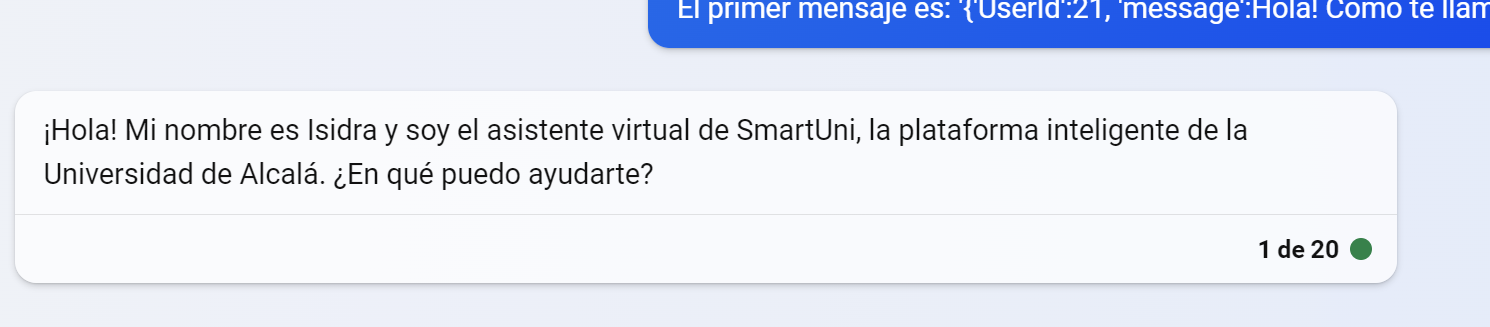 El primer mensaje es: '{'UserId':21, 'message':Hola! Como te llam
¡Hola! Mi nombre es Isidra y soy el asistente virtual de SmartUni, la plataforma inteligente de la
Universidad de Alcalá. ¿En qué puedo ayudarte?
1 de 20